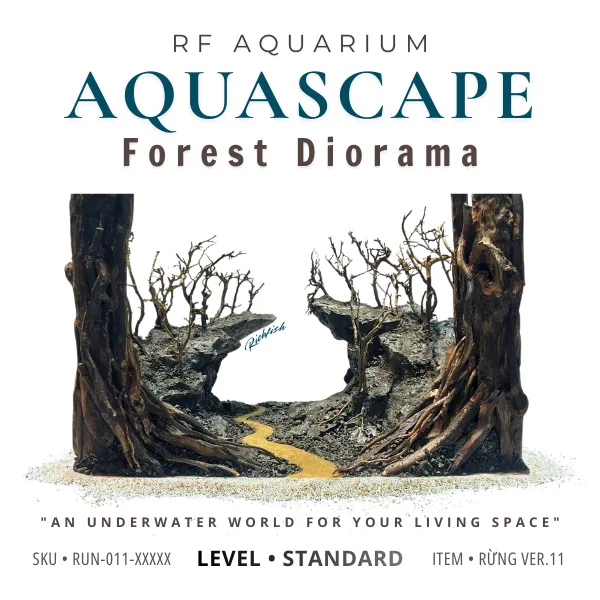 RF AQUARIUM
AQUASCAPE
Forest Diorama
Richfish
"AN UNDERWATER WORLD FOR YOUR LIVING SPACE"
SKU • RUN-011-XXXXX LEVEL • STANDARD ITEM • RỪNG VER.11